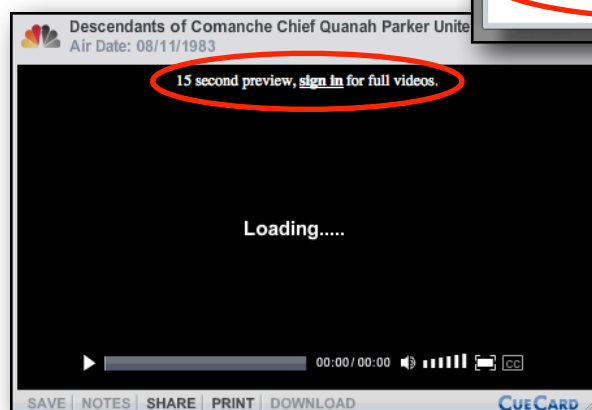 Descendants of Comanche Chief Quanah Parker Unite
Air Date: 08/11/1983
15 second preview, sign in for full videos.
Loading.....
00:00/00:00 CC
SAVE | NOTES | SHARE | PRINT | DOWNLOAD CUECARD